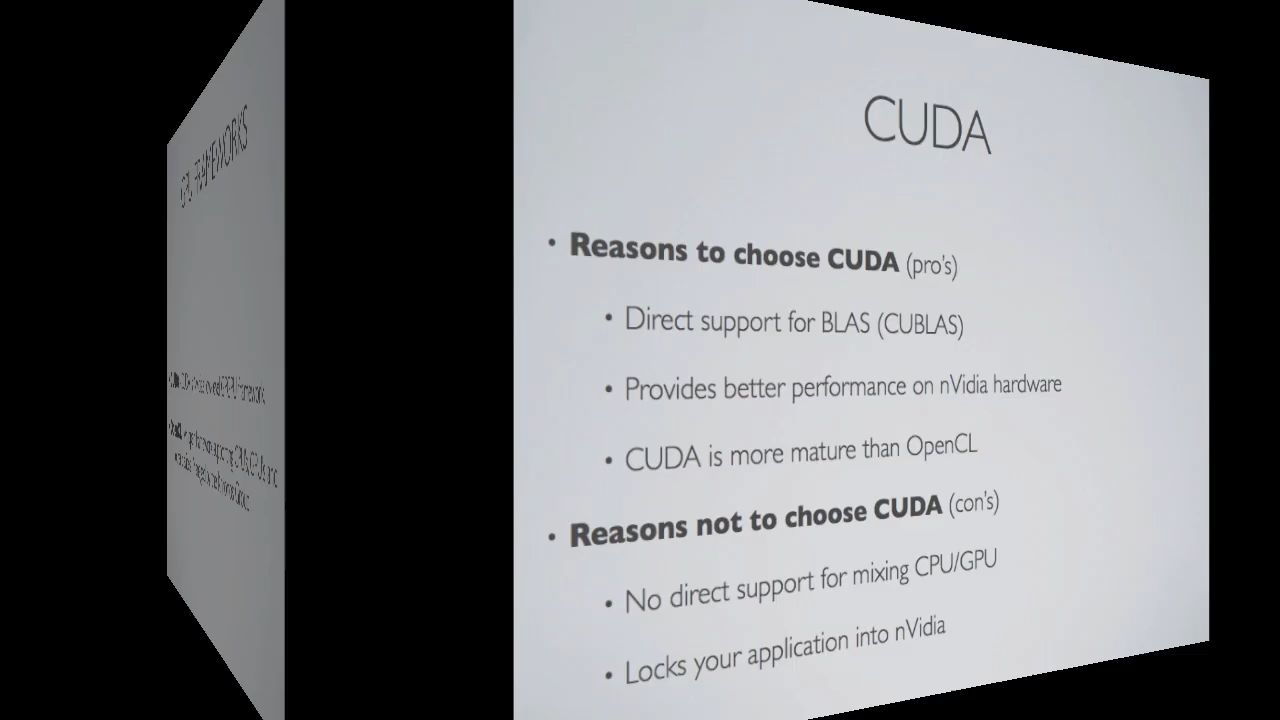 GPU FRAMEWORKS
CUDA
• Reasons to choose CUDA (pro's)
• Direct support for BLAS (CUBLAS)
• Provides better performance on nVidia hardware
• CUDA is more mature than OpenCL
• Reasons not to choose CUDA (con's)
• No direct support for mixing CPU/GPU
• Locks your application into nVidia